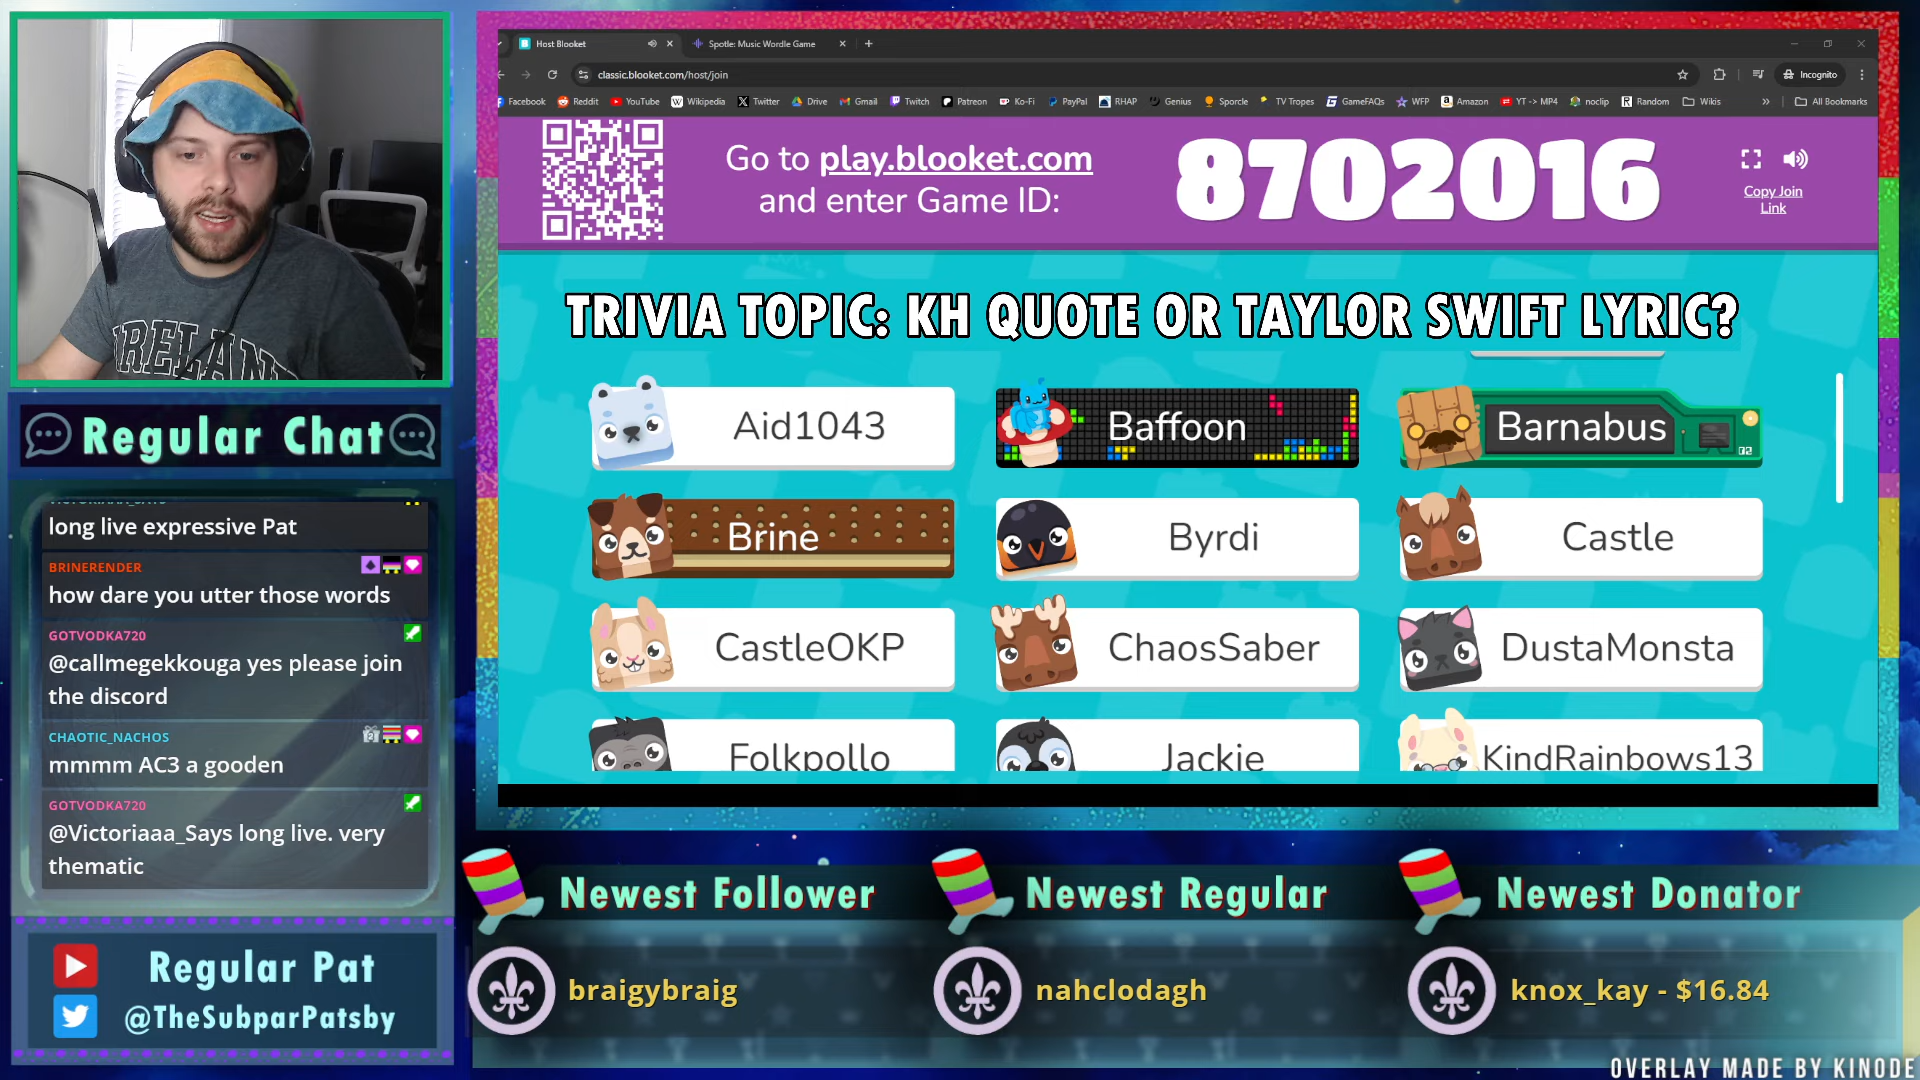 Host Blooket
Spotle: Music Wordle Game
classic.blooket.com/host/join
Incognito
Facebook
Reddit
YouTube
Wikipedia
Twitter
Drive
Gmail
Twitch
Patreon
Ko-Fi
PayPal
RHAP
Genius
Sporcle
TV Tropes
GameFAQs
WFP
Amazon
YT -> MP4
noclip
Random
Wikis
All Bookmarks
Go to play.blooket.com
and enter Game ID:
8702016
Copy Join
Link
TRIVIA TOPIC: KH QUOTE OR TAYLOR SWIFT LYRIC?
Aid1043
Baffoon
Barnabus
Brine
Byrdi
Castle
CastleOKP
ChaosSaber
DustaMonsta
Folkpollo
Jackie
KindRainbows13
IRELAND
Regular Chat
long live expressive Pat
BRINERENDER
how dare you utter those words
GOTVODKA720
@callmegekkouga yes please join
the discord
CHAOTIC_NACHOS
mmmm AC3 a gooden
GOTVODKA720
@Victoriaaa_Says long live. very
thematic
Regular Pat
@TheSubparPatsby
Newest Follower
braigybraig
Newest Regular
nahclodagh
Newest Donator
knox_kay - $16.84
OVERLAY MADE BY KINODE